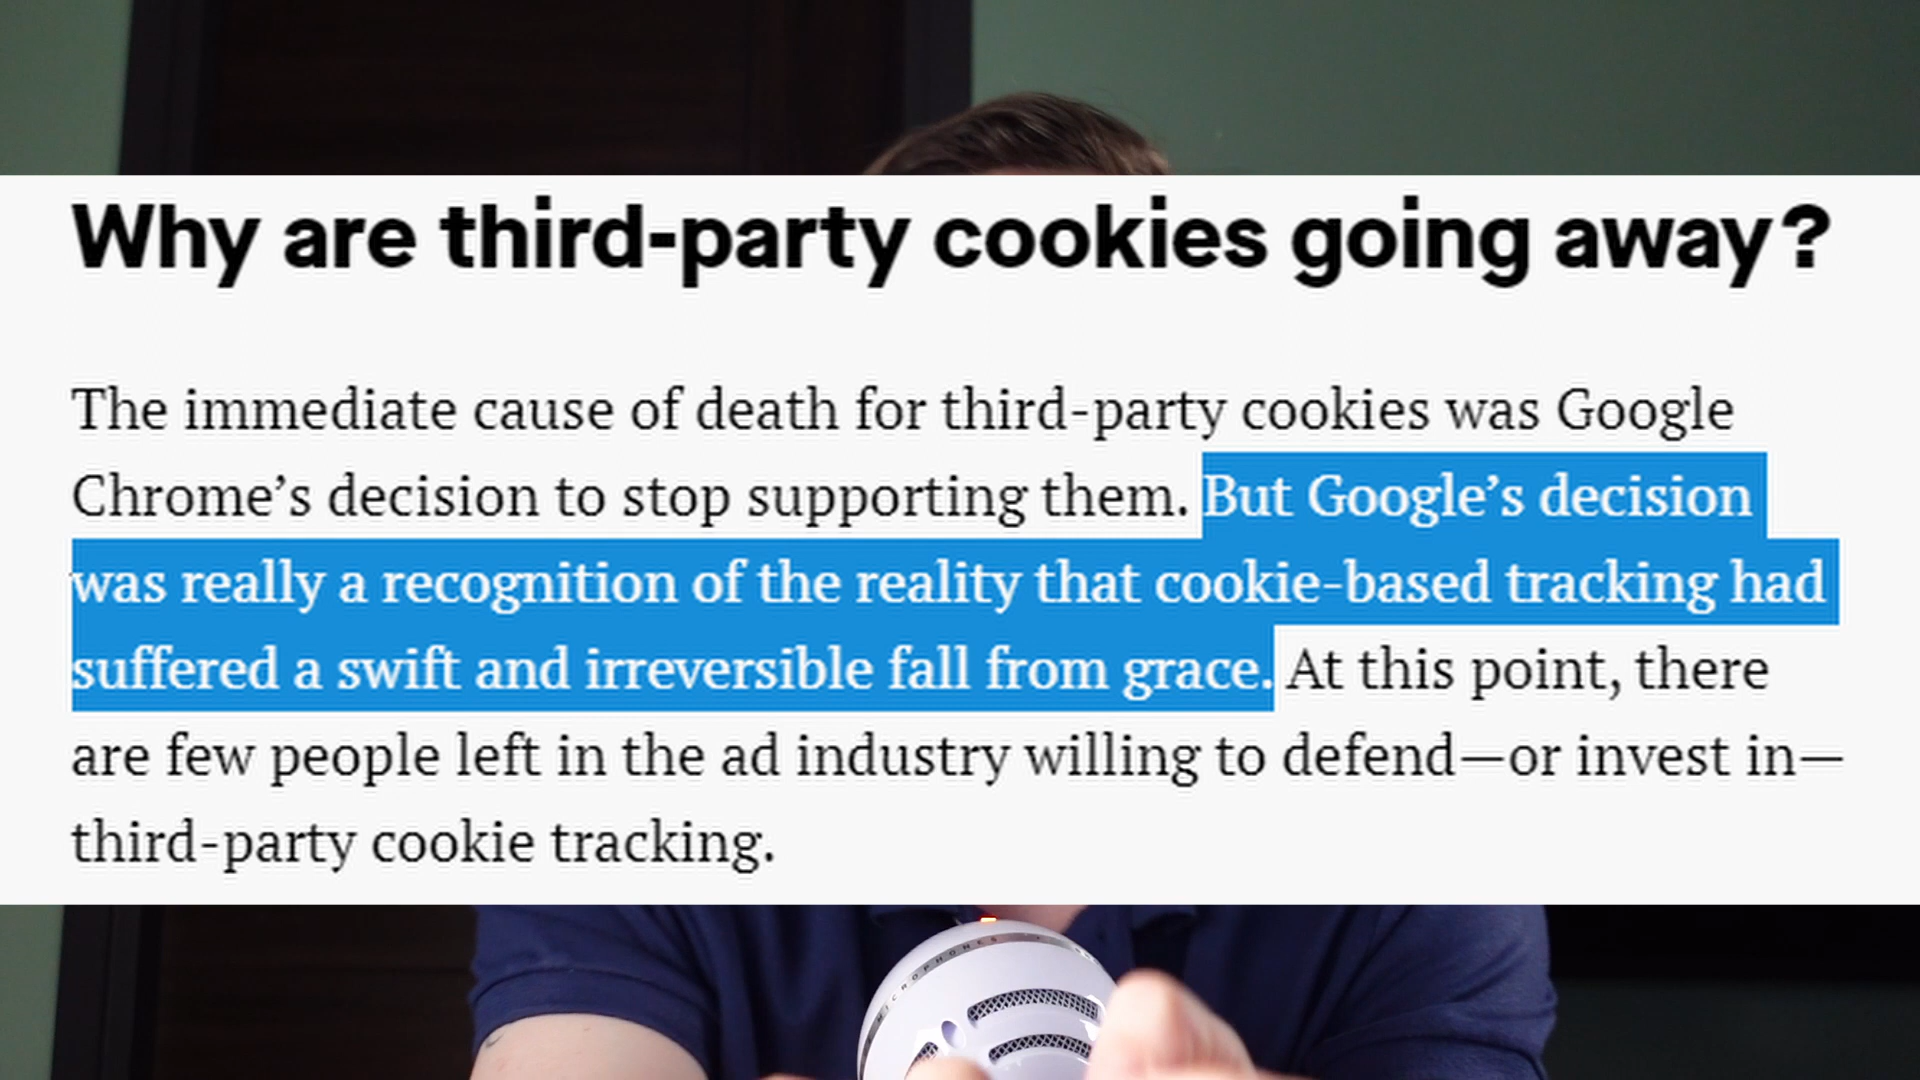 Why are third-party cookies going away?
The immediate cause of death for third-party cookies was Google
Chrome’s decision to stop supporting them. But Google’s decision
was really a recognition of the reality that cookie-based tracking had
suffered a swift and irreversible fall from grace. At this point, there
are few people left in the ad industry willing to defend—or invest in—
third-party cookie tracking.
MICROPHONES